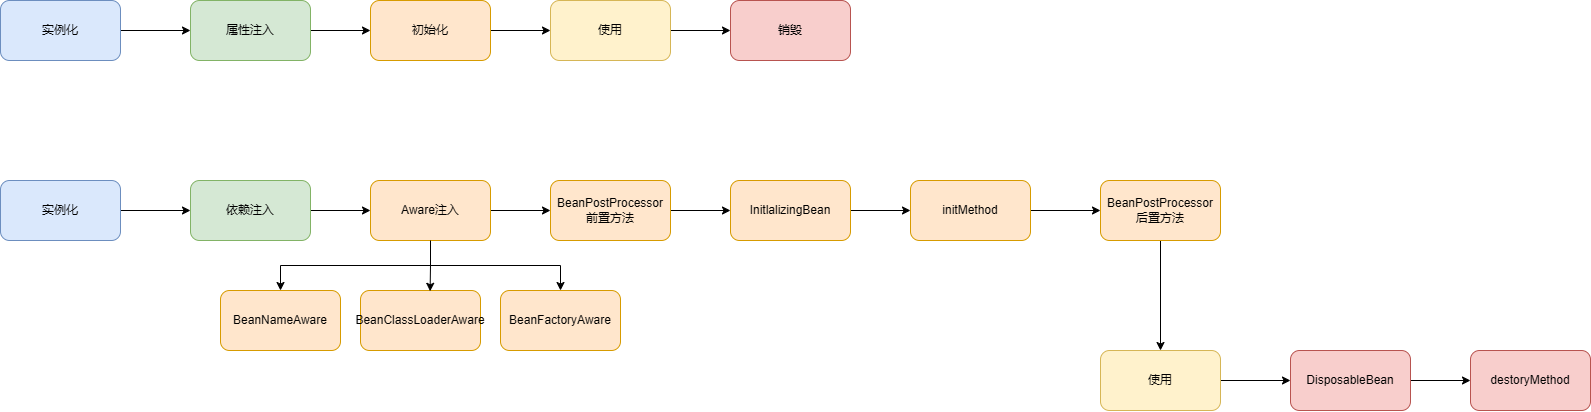 实例化
属性注入
初始化
使用
销毁
实例化
依赖注入
Aware注入
BeanPostProcessor
前置方法
InitlalizingBean
initMethod
BeanPostProcessor
后置方法
BeanNameAware
BeanClassLoaderAware
BeanFactoryAware
使用
DisposableBean
destoryMethod